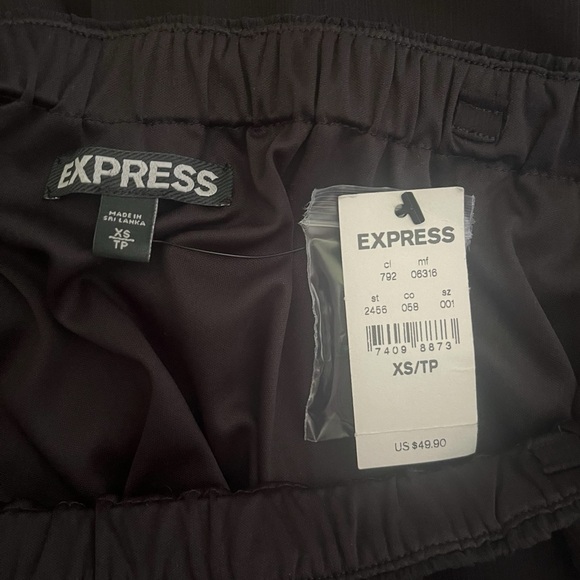 EXPRESS
MADE IN
SRI LANKA
XS
TP
EXPRESS
cl mf
792 06316
st co sz
2456 058 001
7409 8873
XS/TP
US $49.90